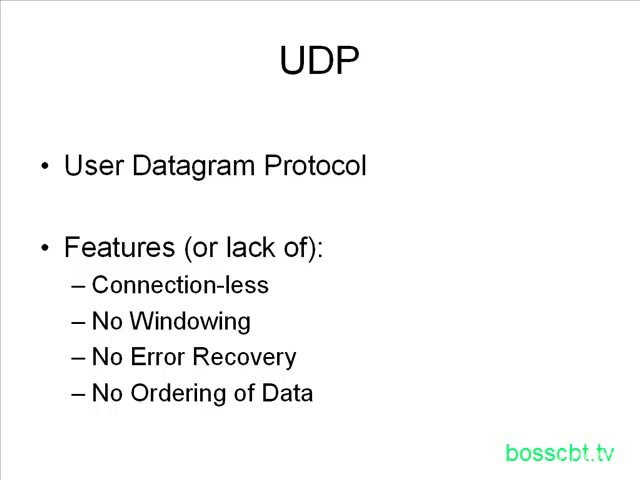 UDP
• User Datagram Protocol
• Features (or lack of):
– Connection-less
– No Windowing
– No Error Recovery
– No Ordering of Data
bosscbt.tv